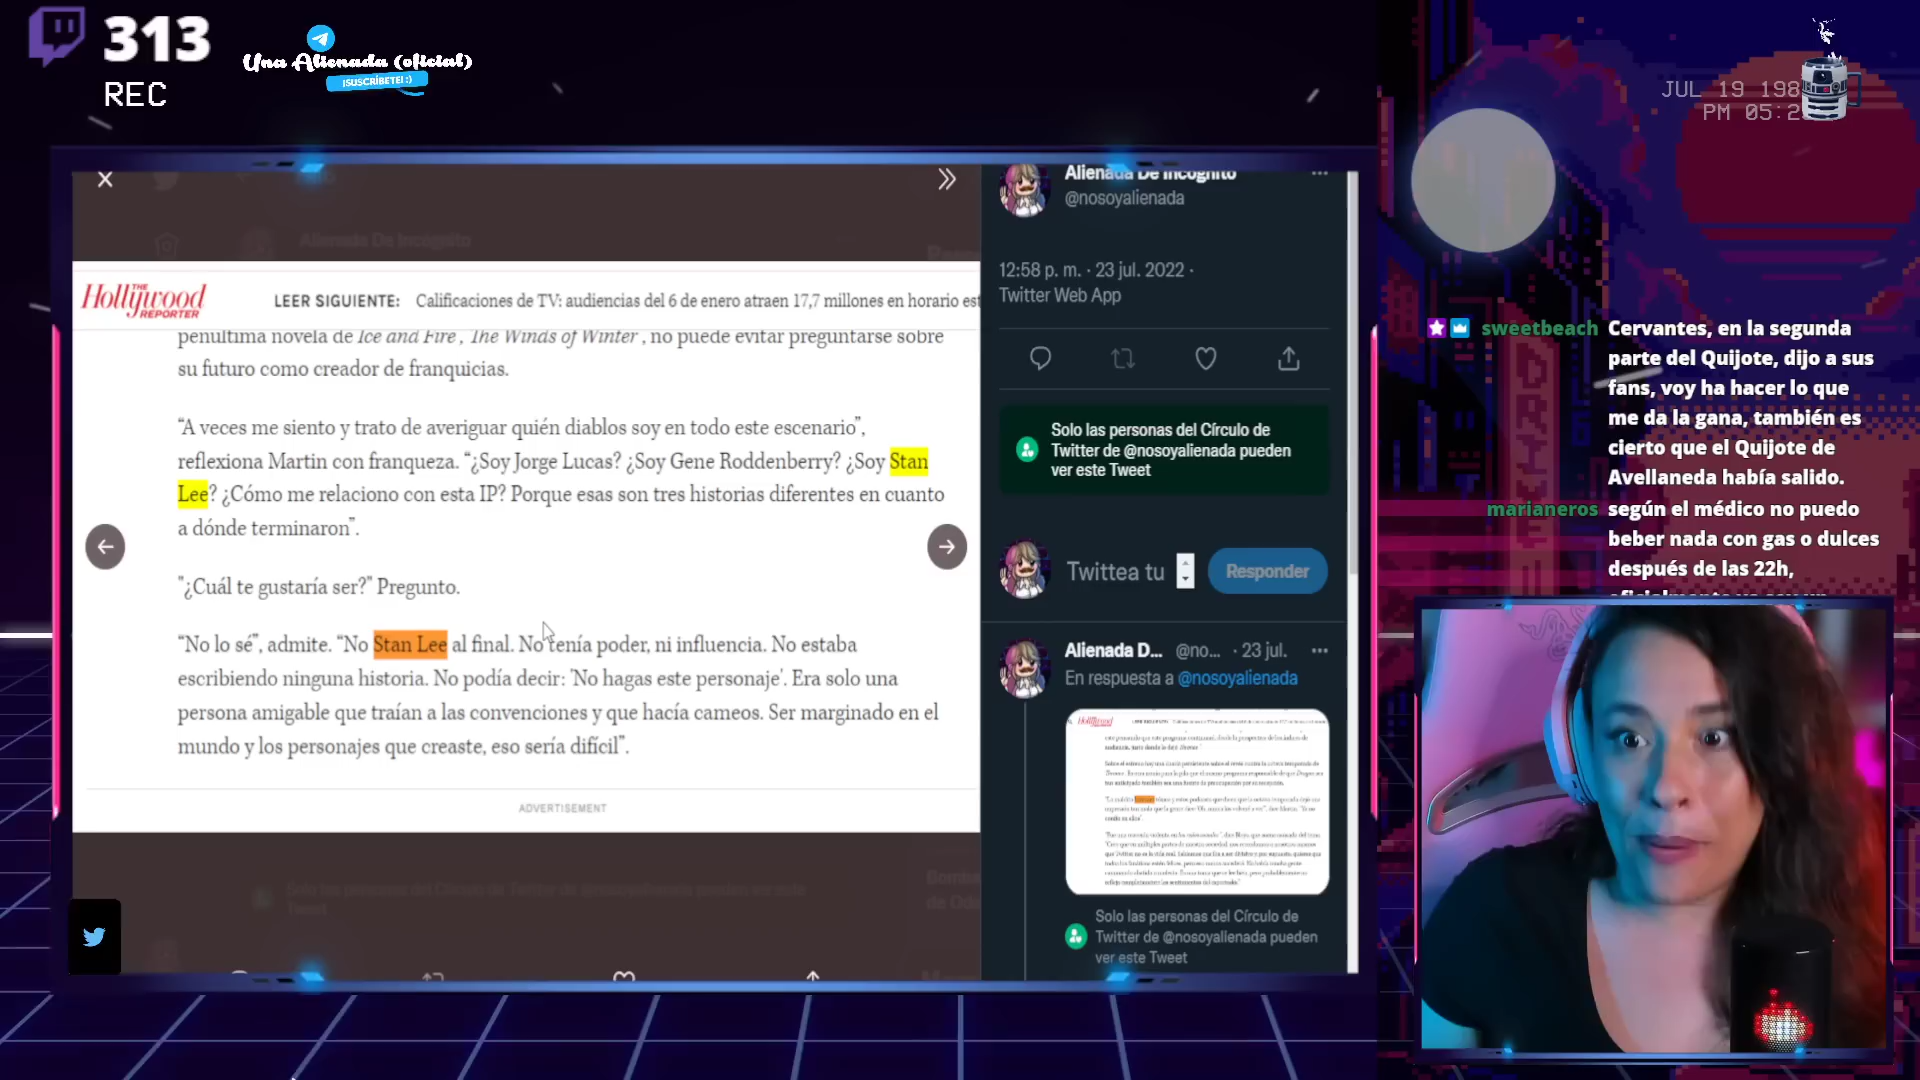 313
REC
Una Alienada (oficial)
¡SUSCRÍBETE! :)
JUL 19 198
PM 05:2
THE
Hollywood
REPORTER
LEER SIGUIENTE: Calificaciones de TV: audiencias del 6 de enero atraen 17,7 millones en horario est
penúltima novela de Ice and Fire , The Winds of Winter , no puede evitar preguntarse sobre
su futuro como creador de franquicias.
“A veces me siento y trato de averiguar quién diablos soy en todo este escenario”,
reflexiona Martin con franqueza. “¿Soy Jorge Lucas? ¿Soy Gene Roddenberry? ¿Soy Stan
Lee? ¿Cómo me relaciono con esta IP? Porque esas son tres historias diferentes en cuanto
a dónde terminaron”.
"¿Cuál te gustaría ser?" Pregunto.
“No lo sé”, admite. “No Stan Lee al final. No tenía poder, ni influencia. No estaba
escribiendo ninguna historia. No podía decir: 'No hagas este personaje'. Era solo una
persona amigable que traían a las convenciones y que hacía cameos. Ser marginado en el
mundo y los personajes que creaste, eso sería difícil”.
ADVERTISEMENT
Alienada De Incógnito
@nosoyalienada
12:58 p. m. · 23 jul. 2022 ·
Twitter Web App
Solo las personas del Círculo de
Twitter de @nosoyalienada pueden
ver este Tweet
Twittea tu
Responder
Alienada D... @no... · 23 jul.
En respuesta a @nosoyalienada
Solo las personas del Círculo de
Twitter de @nosoyalienada pueden
ver este Tweet
sweetbeach Cervantes, en la segunda
parte del Quijote, dijo a sus
fans, voy ha hacer lo que
me da la gana, también es
cierto que el Quijote de
Avellaneda había salido.
marianeros según el médico no puedo
beber nada con gas o dulces
después de las 22h,